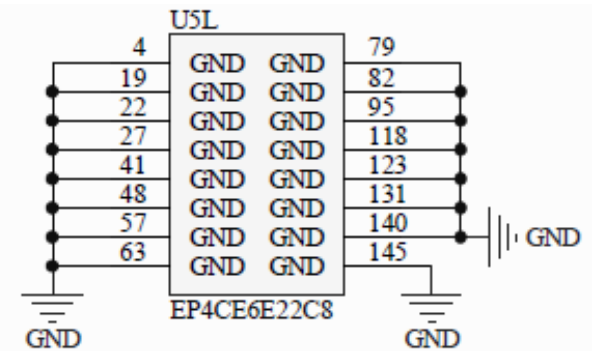 U5L
4 GND GND 79
19 GND GND 82
22 GND GND 95
27 GND GND 118
41 GND GND 123
48 GND GND 131
57 GND GND 140
63 GND GND 145
GND
EP4CE6E22C8
GND GND